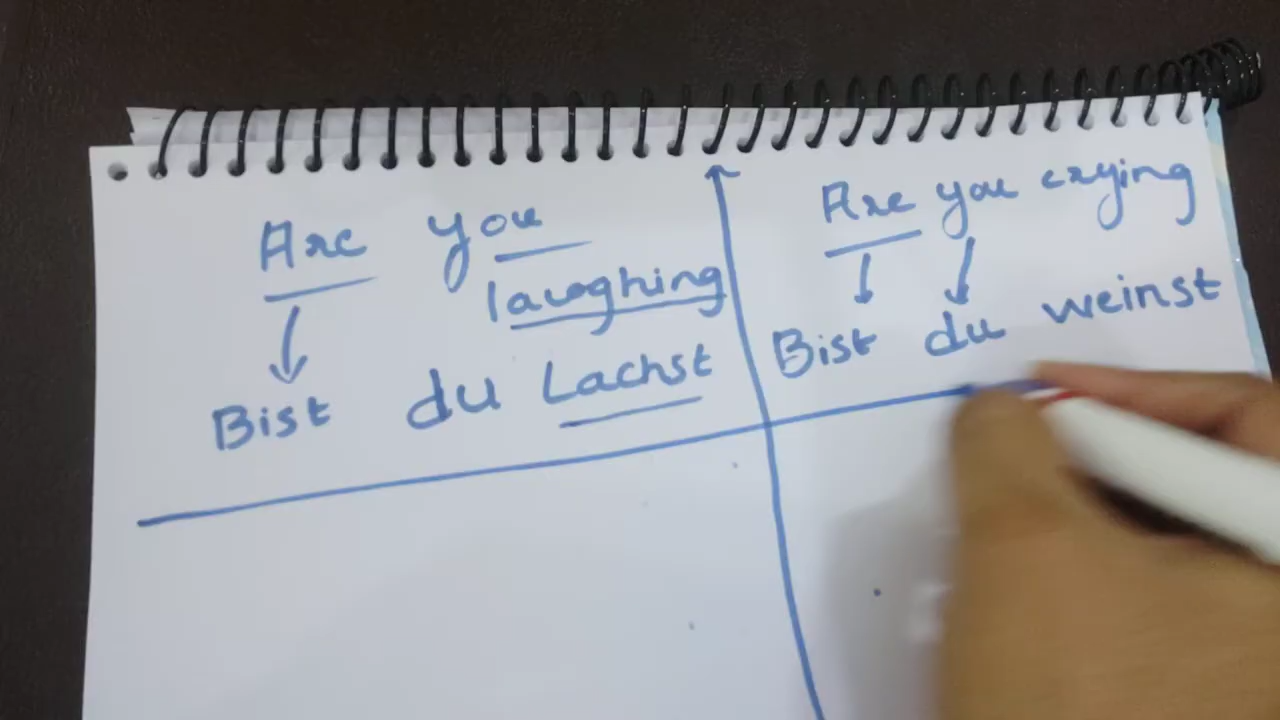 Are you
laughing
Bist du Lachst
Are you crying
Bist du weinst